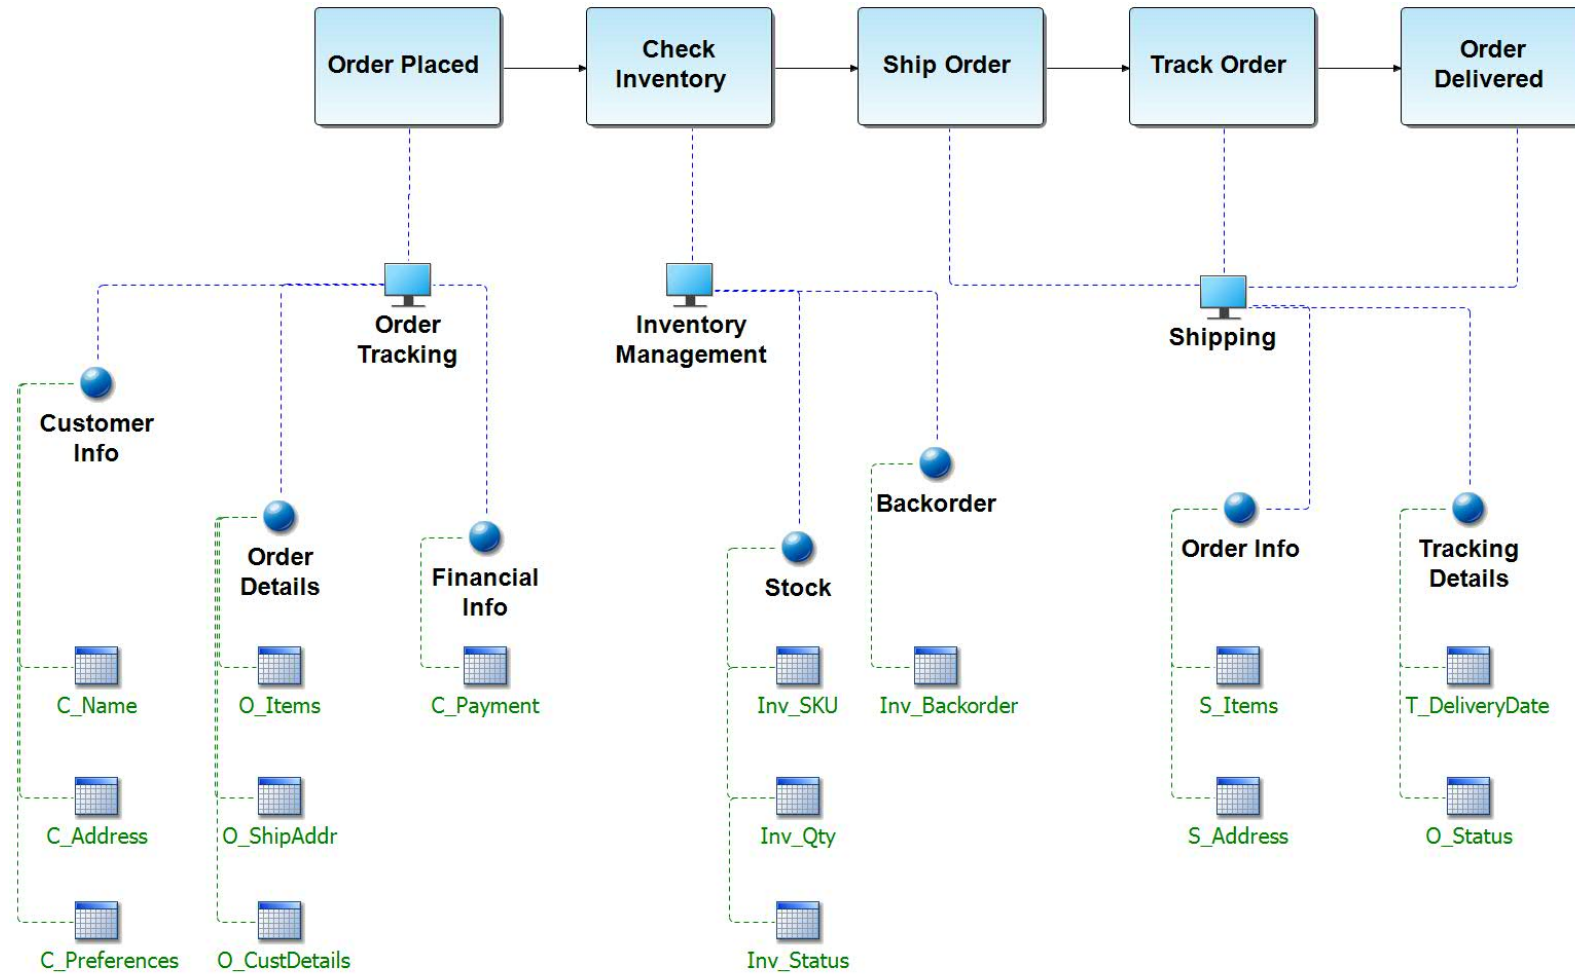 Order Placed
Check
Inventory
Ship Order
Track Order
Order
Delivered
Order
Tracking
Inventory
Management
Shipping
Customer
Info
Order
Details
Financial
Info
Stock
Backorder
Order Info
Tracking
Details
C_Name
O_Items
C_Payment
Inv_SKU
Inv_Backorder
S_Items
T_DeliveryDate
C_Address
O_ShipAddr
Inv_Qty
S_Address
O_Status
C_Preferences
O_CustDetails
Inv_Status